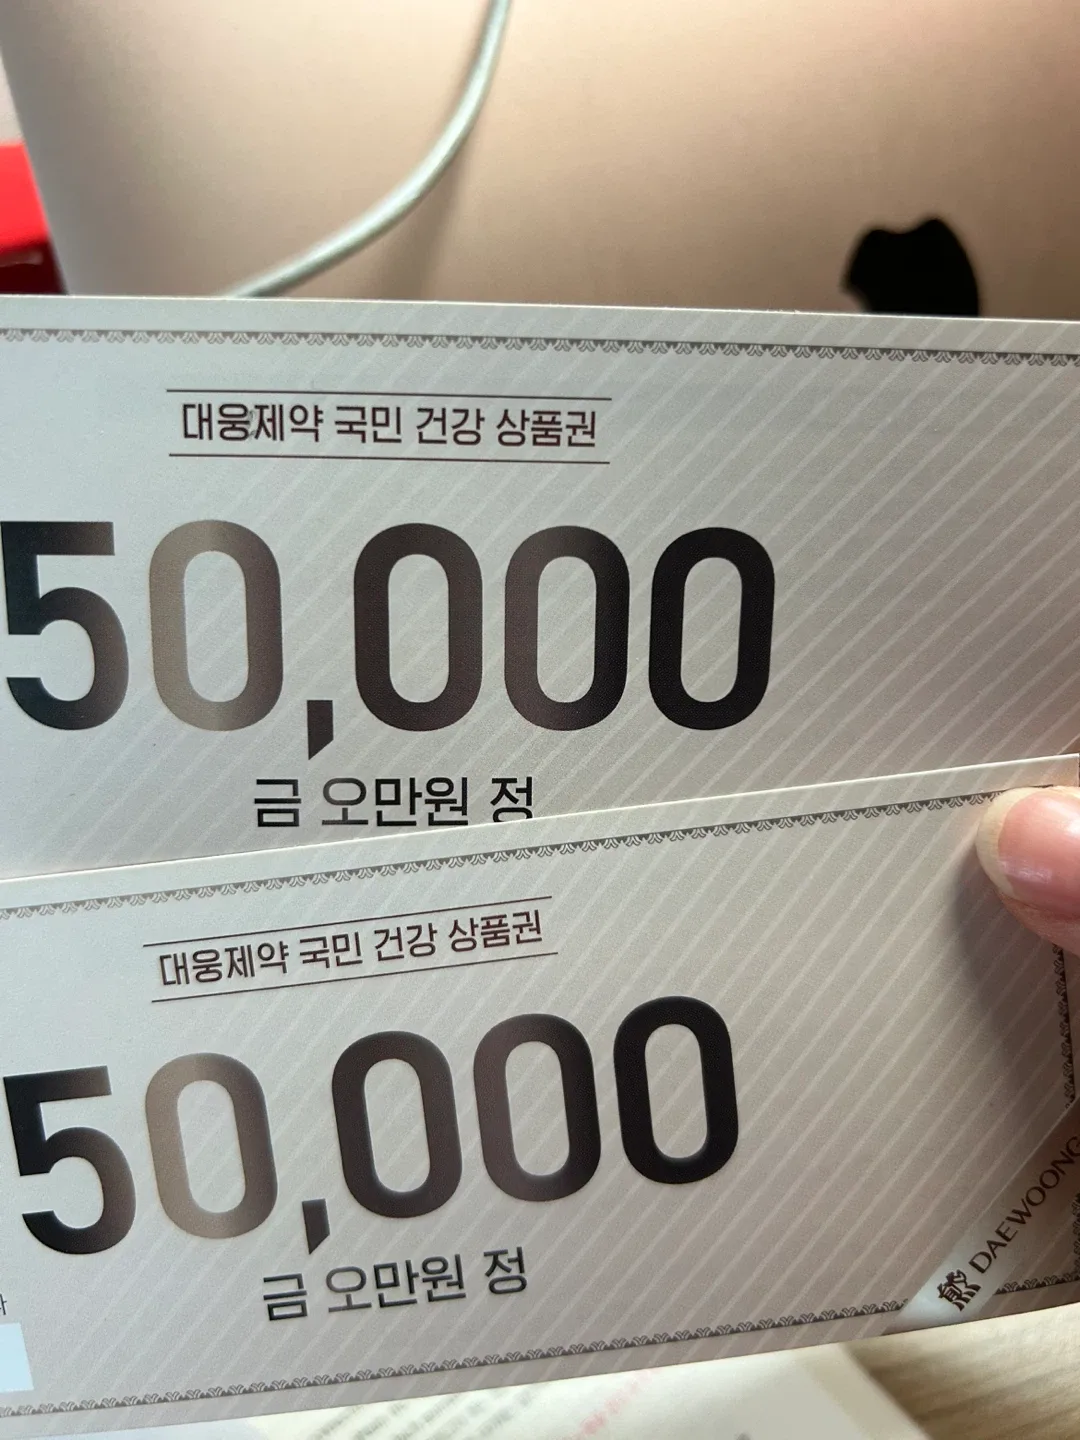 대웅제약 국민 건강 상품권
50,000
금 오만원 정
대웅제약 국민 건강 상품권
50,000
금 오만원 정
DAEWOONG